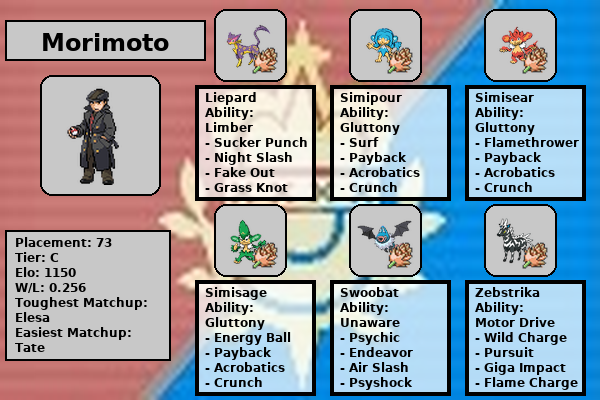 Morimoto
Placement: 73
Tier: C
Elo: 1150
W/L: 0.256
Toughest Matchup:
Elesa
Easiest Matchup:
Tate
Liepard
Ability:
Limber
- Sucker Punch
- Night Slash
- Fake Out
- Grass Knot
Simipour
Ability:
Gluttony
- Surf
- Payback
- Acrobatics
- Crunch
Simisear
Ability:
Gluttony
- Flamethrower
- Payback
- Acrobatics
- Crunch
Simisage
Ability:
Gluttony
- Energy Ball
- Payback
- Acrobatics
- Crunch
Swoobat
Ability:
Unaware
- Psychic
- Endeavor
- Air Slash
- Psyshock
Zebstrika
Ability:
Motor Drive
- Wild Charge
- Pursuit
- Giga Impact
- Flame Charge